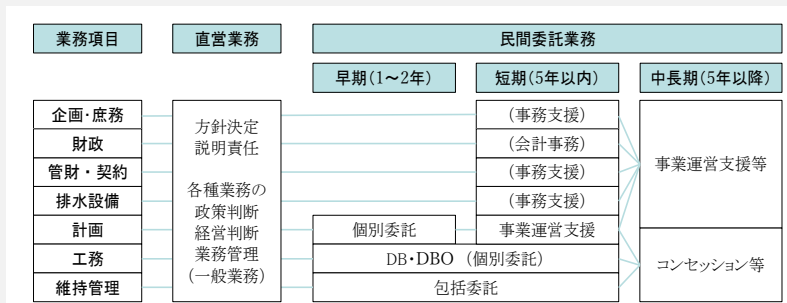 業務項目
直営業務
民間委託業務
早期(1～2年)
短期(5年以内)
中長期(5年以降)
企画・庶務
財政
管財・契約
排水設備
計画
工務
維持管理
方針決定
説明責任
各種業務の
政策判断
経営判断
業務管理
(一般業務)
(事務支援)
(会計事務)
(事務支援)
(事務支援)
個別委託
事業運営支援
DB・DBO (個別委託)
包括委託
事業運営支援等
コンセッション等